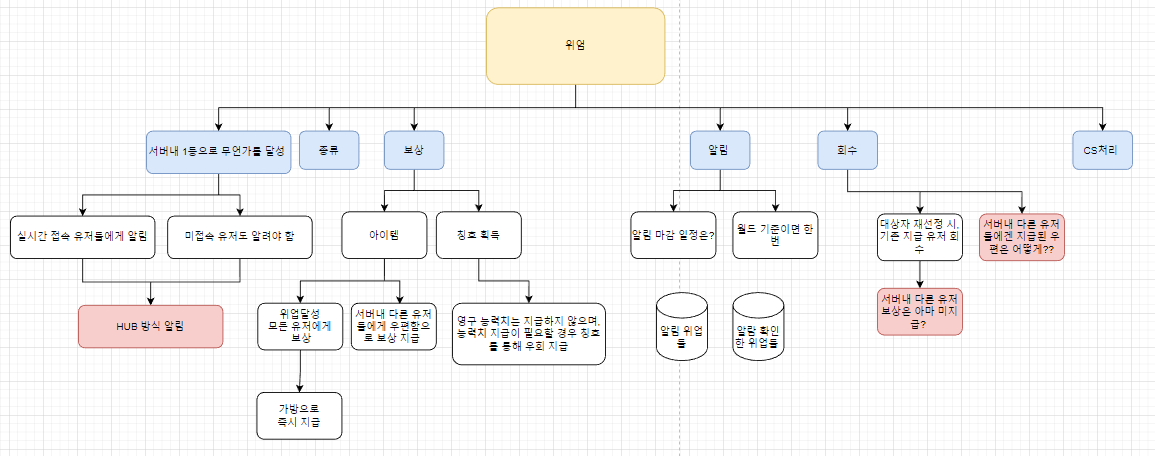 위업
서버내 1등으로 무언가를 달성
종류
보상
알림
회수
CS처리
실시간 접속 유저들에게 알림
미접속 유저도 알려야 함
아이템
칭호 획득
알림 마감 일정은?
월드 기준이면 한
번
대상자 재선정 시,
기존 지급 유저 회
수
서버내 다른 유저
들에겐 지급된 우
편은 어떻게??
HUB 방식 알림
위업달성
모든 유저에게
보상
서버내 다른 유저
들에게 우편함으
로 보상 지급
영구 능력치는 지급하지 않으며,
능력치 지급이 필요할 경우 칭호
를 통해 우회 지급
알림 위업
들
알람 확인
한 위업들
서버내 다른 유저
보상은 아마 미지
급?
가방으로
즉시 지급